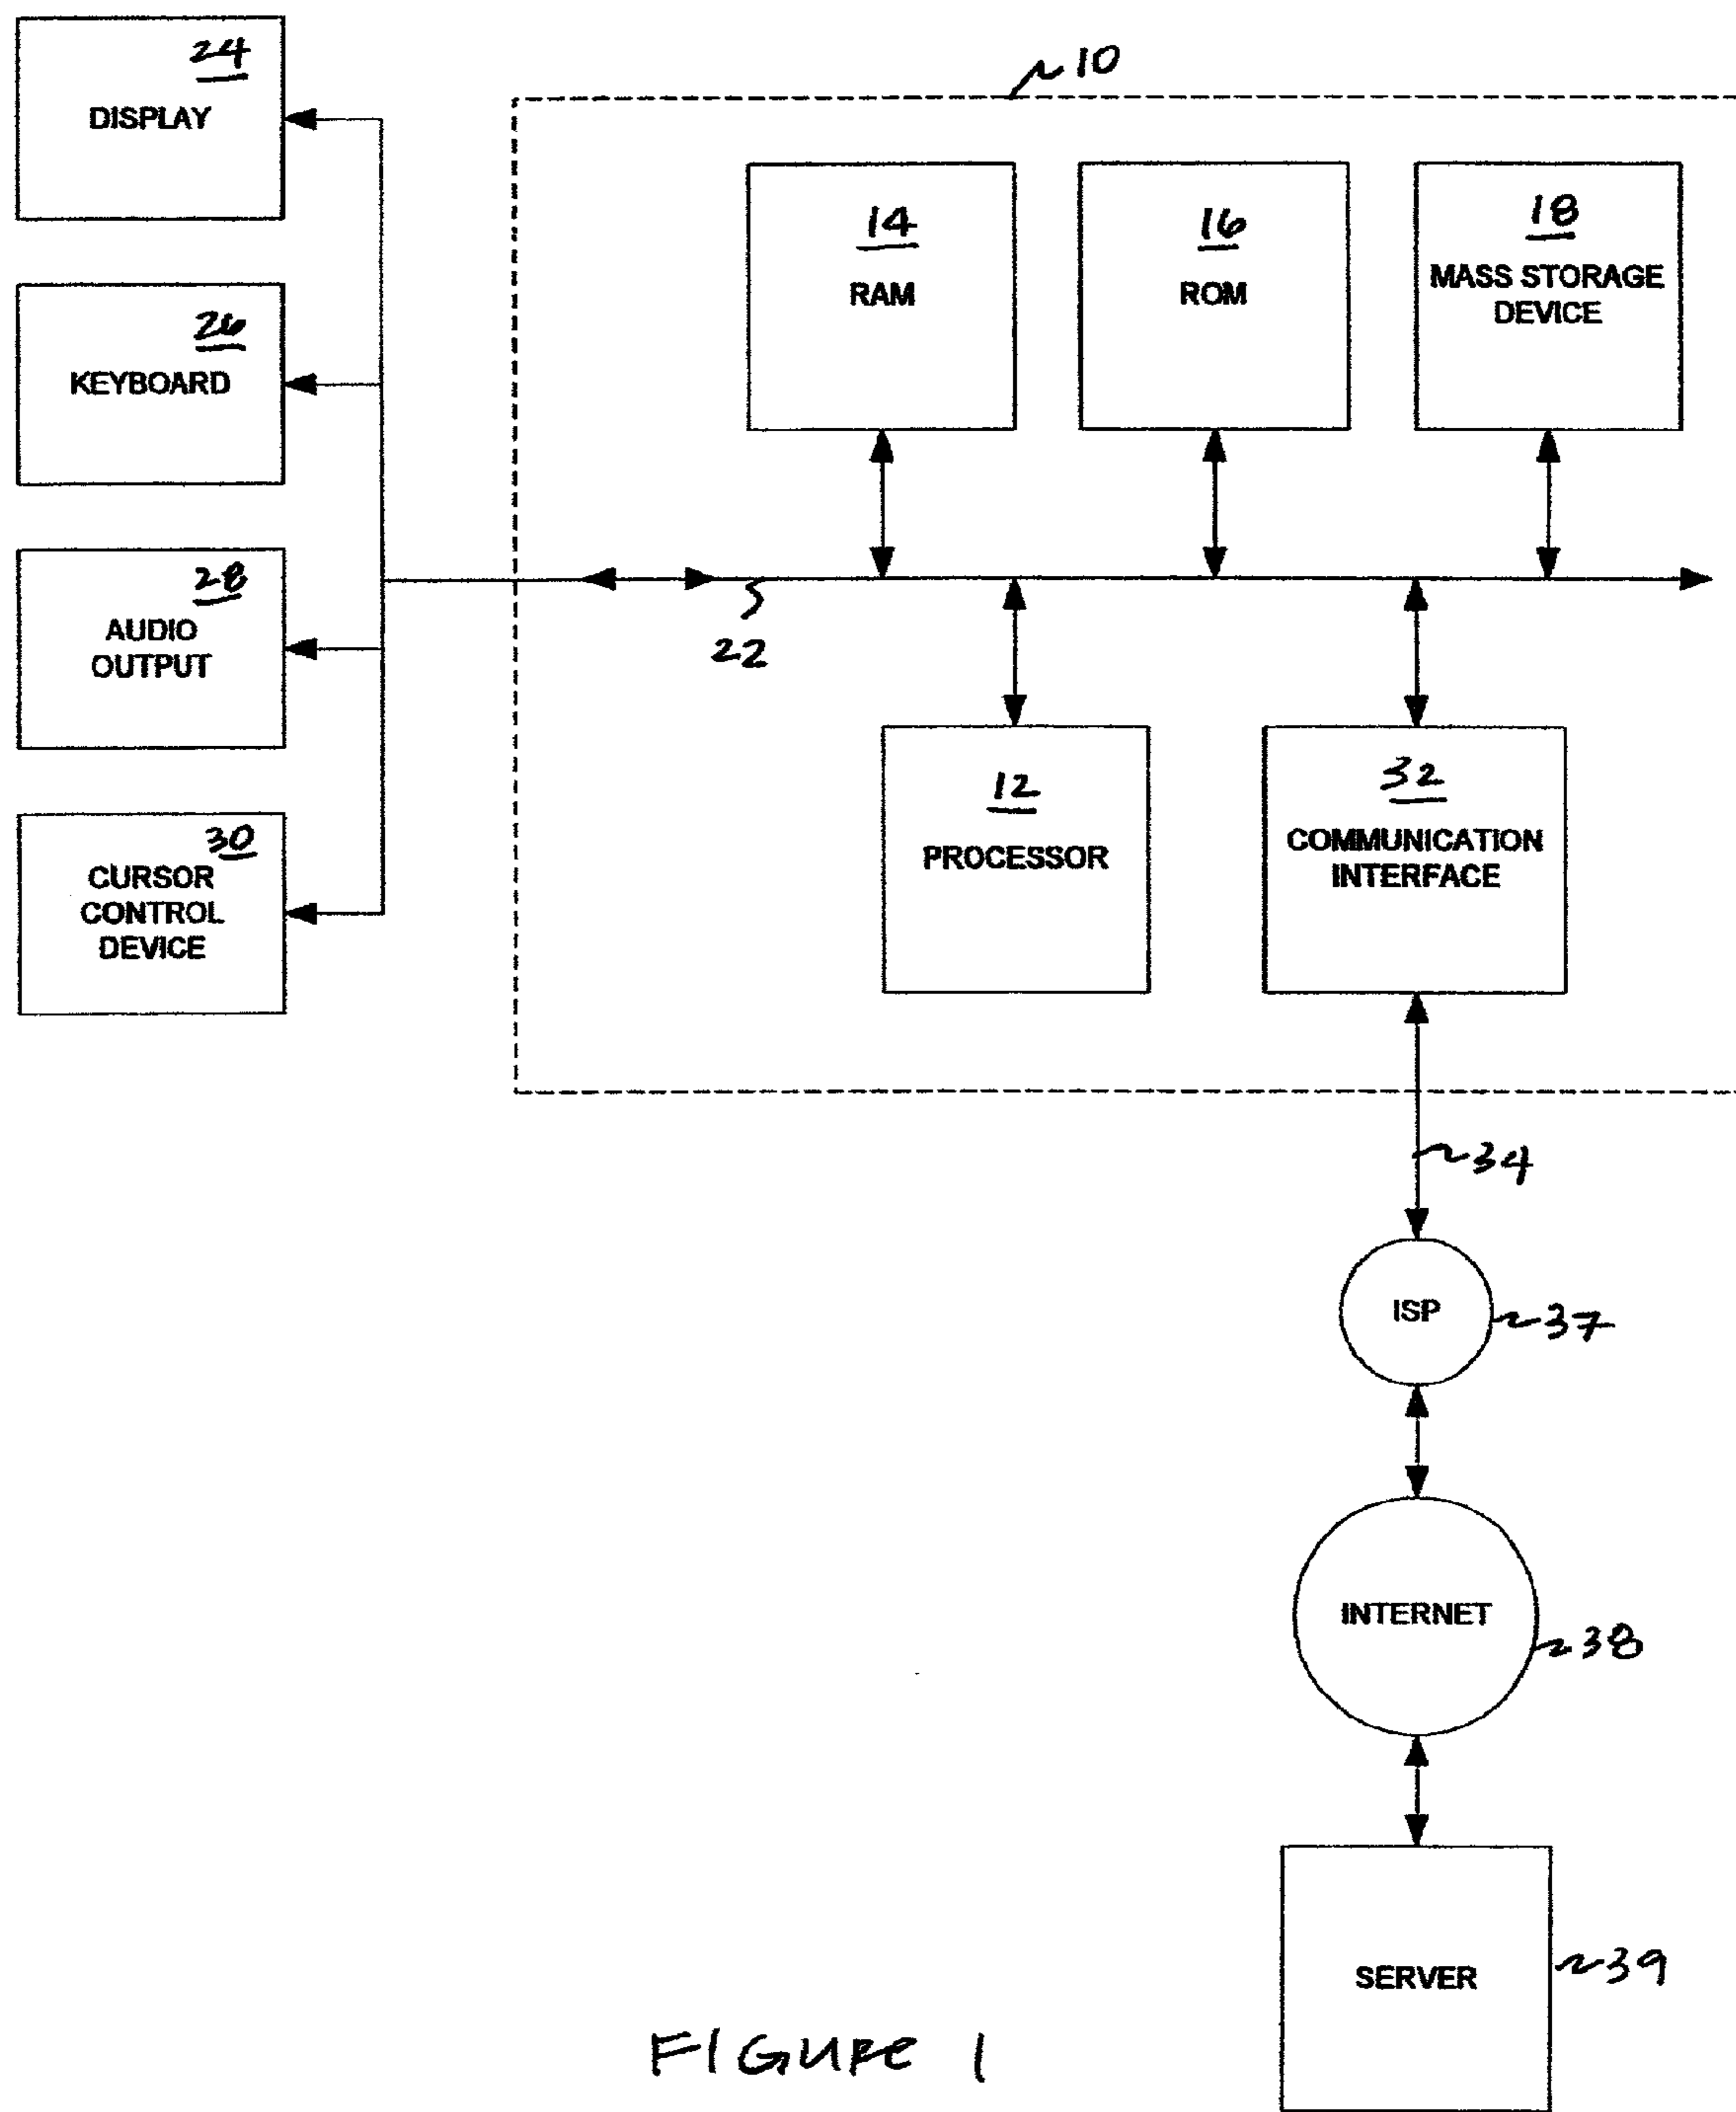 24
DISPLAY
26
KEYBOARD
28
AUDIO
OUTPUT
30
CURSOR
CONTROL
DEVICE
10
14
RAM
16
ROM
18
MASS STORAGE
DEVICE
22
12
PROCESSOR
32
COMMUNICATION
INTERFACE
34
ISP
37
INTERNET
38
SERVER
39
FIGURE 1